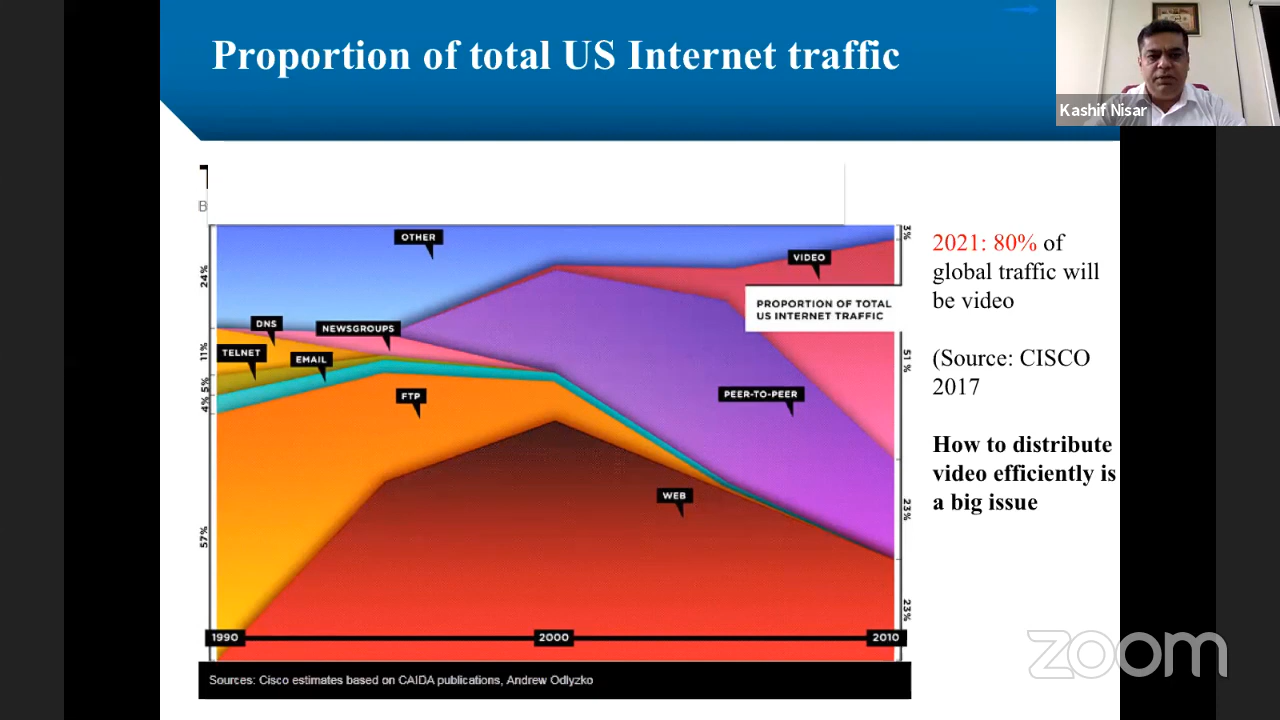 Proportion of total US Internet traffic
Kashif Nisar
B
OTHER
3%
VIDEO
24%
PROPORTION OF TOTAL
US INTERNET TRAFFIC
DNS
NEWSGROUPS
TELNET
EMAIL
11%
51%
5%
4%
FTP
PEER-TO-PEER
WEB
57%
23%
23%
1990
2000
2010
Sources: Cisco estimates based on CAIDA publications, Andrew Odlyzko
2021: 80% of
global traffic will
be video
(Source: CISCO
2017
How to distribute
video efficiently is
a big issue
zoom